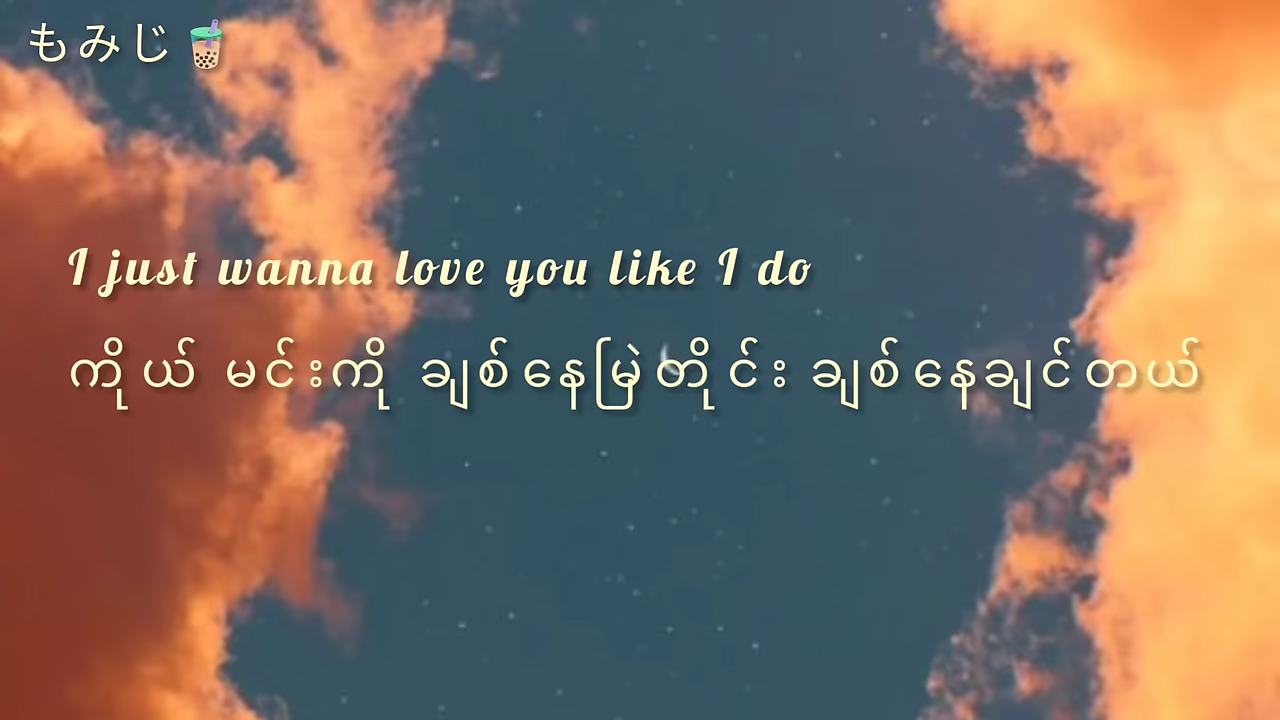 もみじ 🧋
I just wanna love you like I do
ကိုယ် မင်းကို ချစ်နေမြဲတိုင်း ချစ်နေချင်တယ်